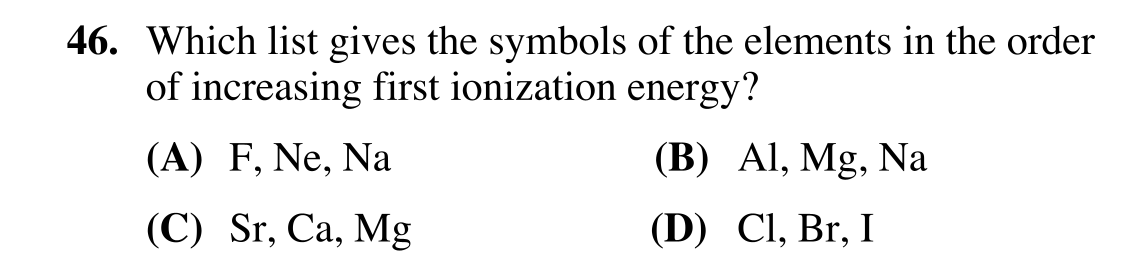 46. Which list gives the symbols of the elements in the order
of increasing first ionization energy?
(A) F, Ne, Na (B) Al, Mg, Na
(C) Sr, Ca, Mg (D) Cl, Br, I